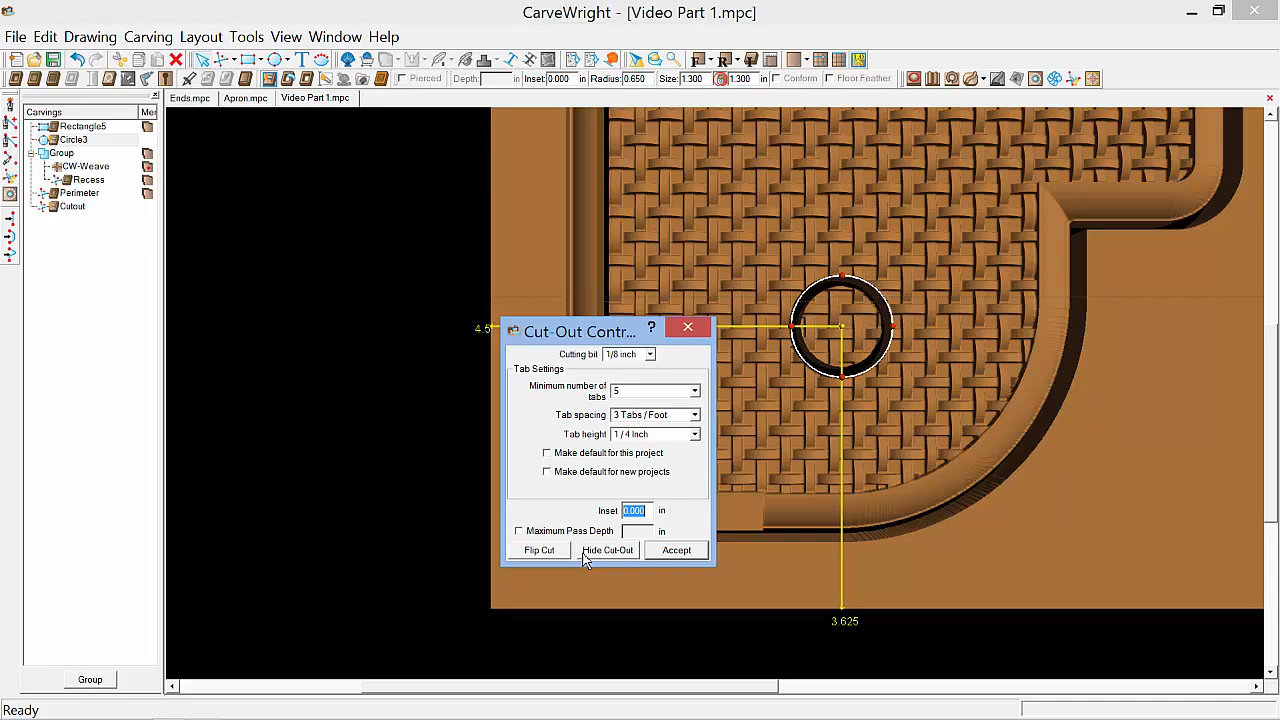 CarveWright - [Video Part 1.mpc]
File Edit Drawing Carving Layout Tools View Window Help
Pierced Depth: in Inset: 0.000 in Radius: 0.650 Size: 1.300 1.300 in Conform Floor Feather
Ends.mpc Apron.mpc Video Part 1.mpc
Carvings
Rectangle5
Circle3
Group
CW-Weave
Recess
Perimeter
Cutout
4.5
Cut-Out Contr... ?
Cutting bit 1/8 inch
Tab Settings
Minimum number of tabs 5
Tab spacing 3 Tabs / Foot
Tab height 1 / 4 Inch
Make default for this project
Make default for new projects
Inset 0.000 in
Maximum Pass Depth in
Flip Cut Hide Cut-Out Accept
3.625
Group
Ready